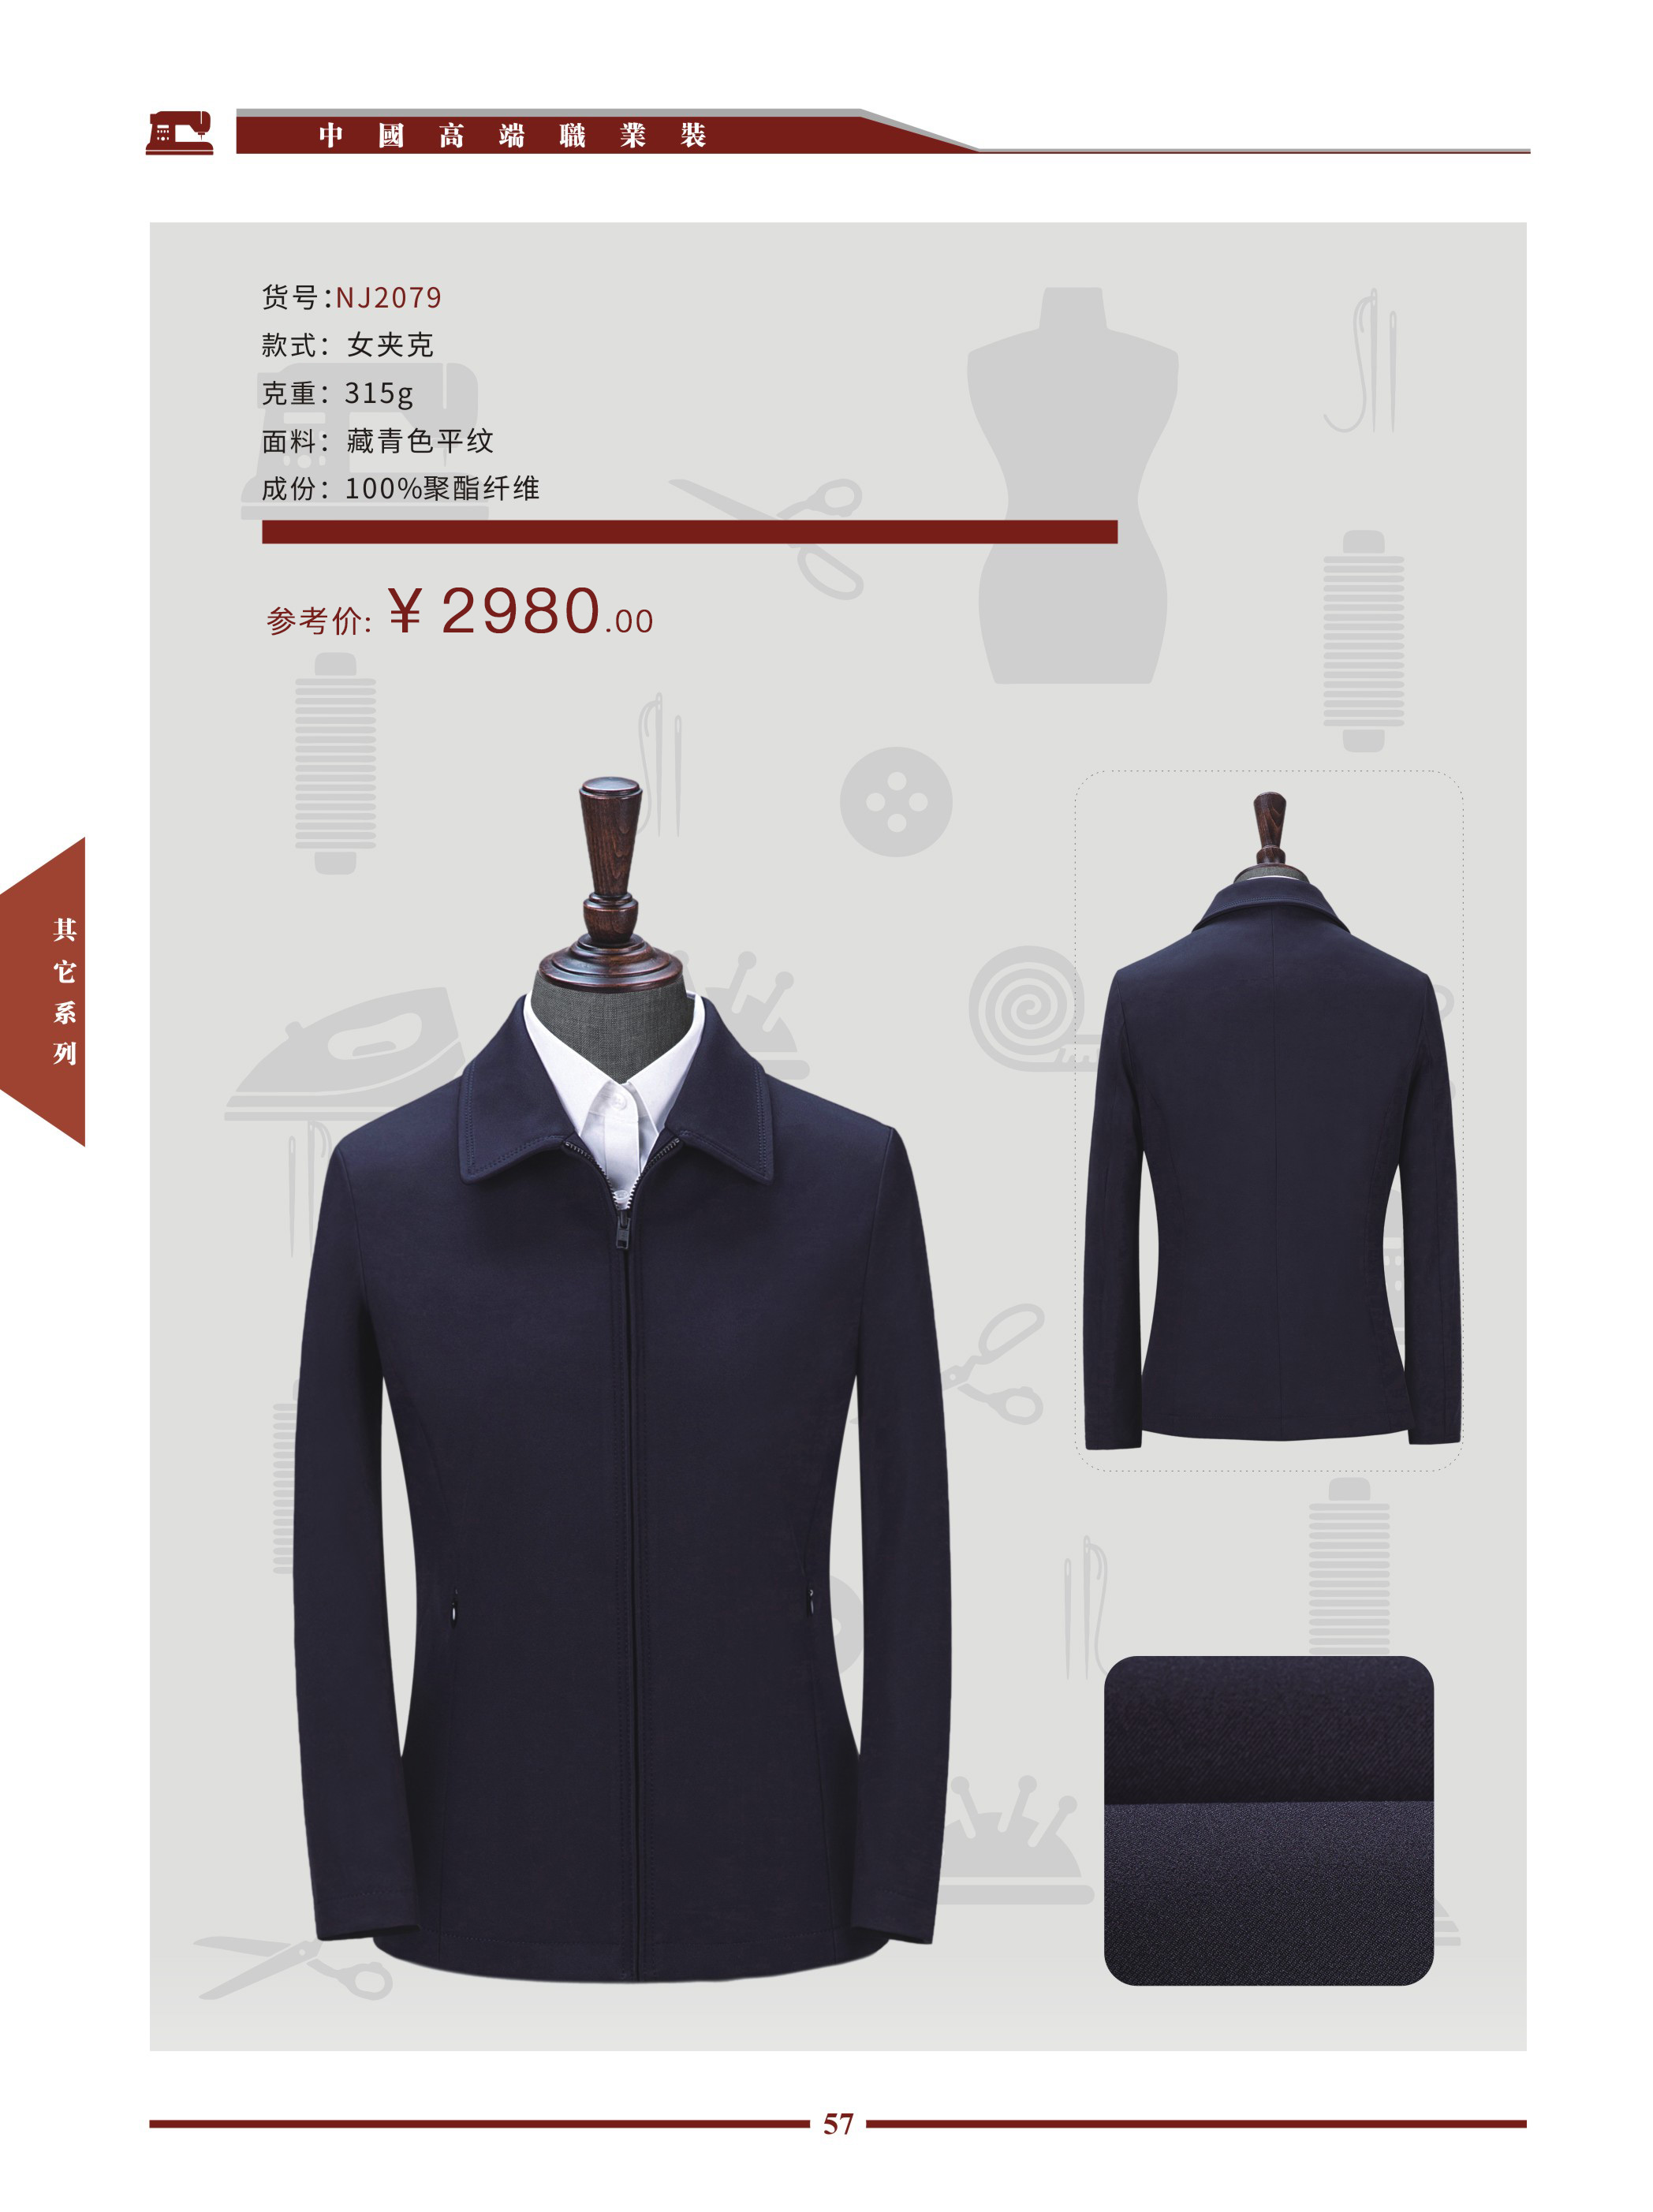 中國高端職業裝
货号:NJ2079
款式：女夹克
克重：315g
面料：藏青色平纹
成份：100%聚酯纤维
参考价:￥2980.00
其它系列
57